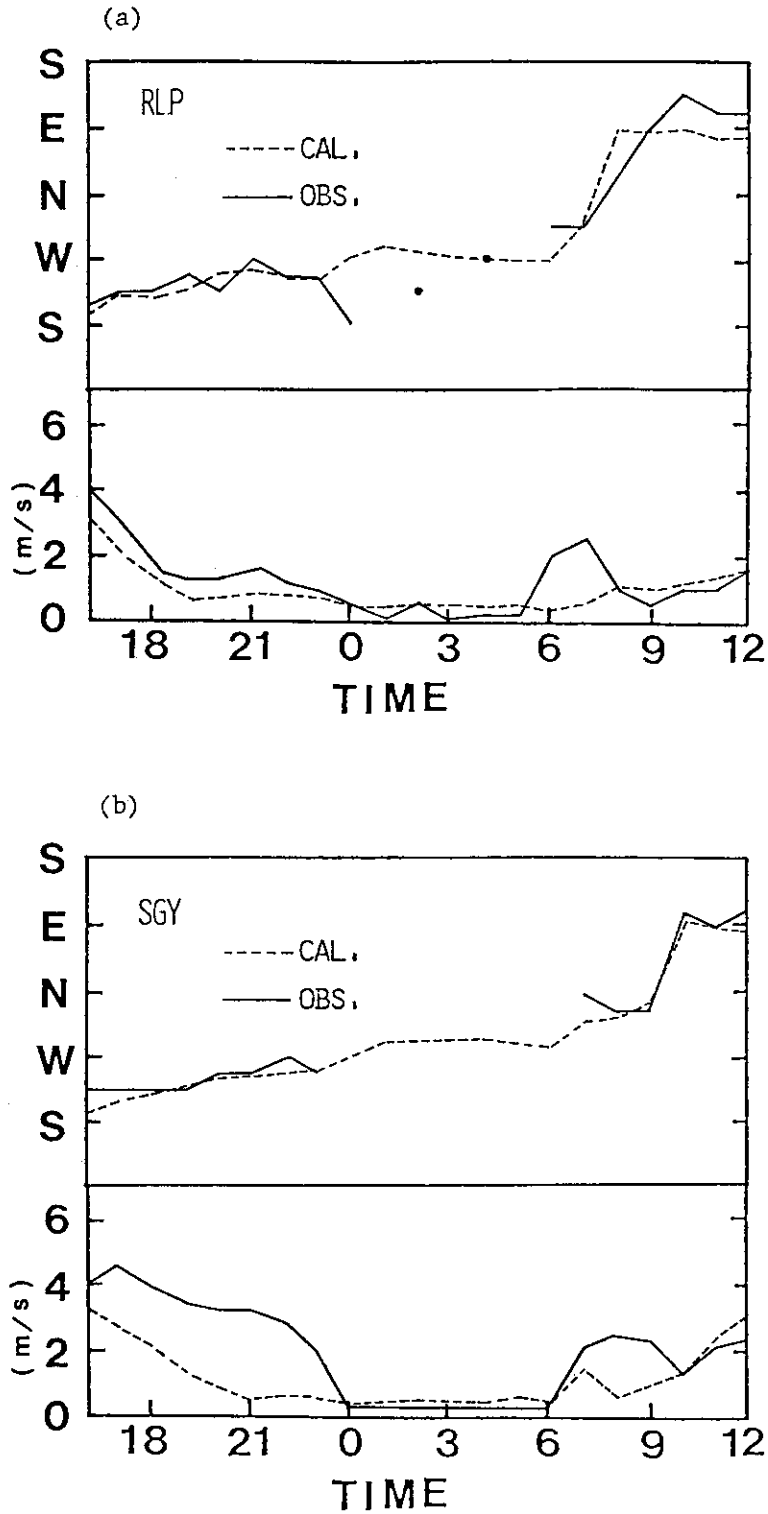 (a)
S
E
N
W
S
RLP
CAL.
OBS.
6
4
2
0
(m/s)
18 21 0 3 6 9 12
TIME
(b)
S
E
N
W
S
SGY
CAL.
OBS.
6
4
2
0
(m/s)
18 21 0 3 6 9 12
TIME